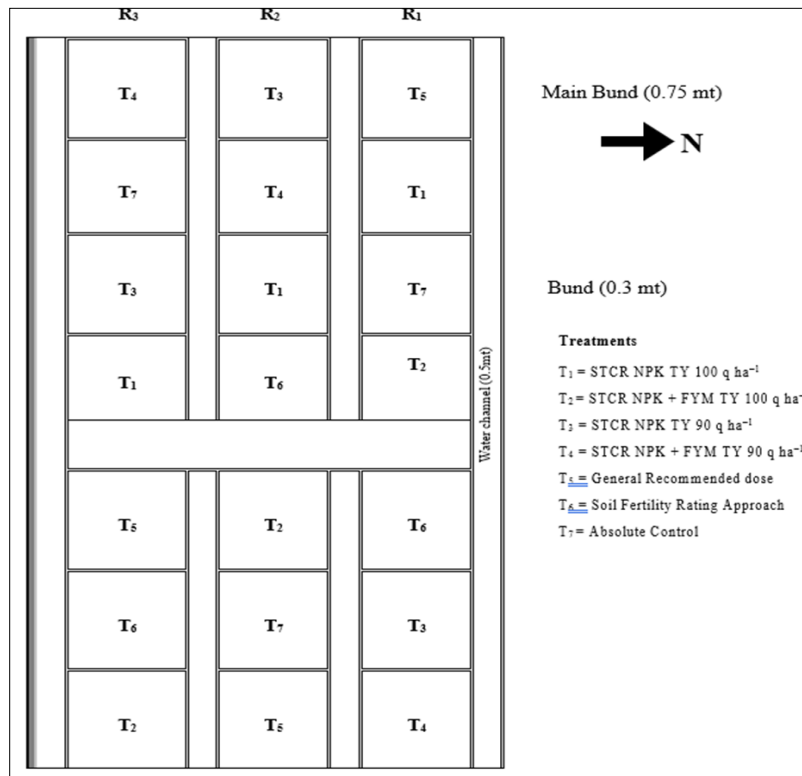 R₃ R₂ R₁
T₄ T₃ T₅
T₇ T₄ T₁
T₃ T₁ T₇
T₁ T₆ T₂
T₅ T₂ T₆
T₆ T₇ T₃
T₂ T₅ T₄
Water channel (0.5mt)
Main Bund (0.75 mt)
N
Bund (0.3 mt)
Treatments
T₁ = STCR NPK TY 100 q ha⁻¹
T₂= STCR NPK + FYM TY 100 q ha⁻
T₃ = STCR NPK TY 90 q ha⁻¹
T₄ = STCR NPK + FYM TY 90 q ha⁻¹
T₅ = General Recommended dose
T₆ = Soil Fertility Rating Approach
T₇= Absolute Control